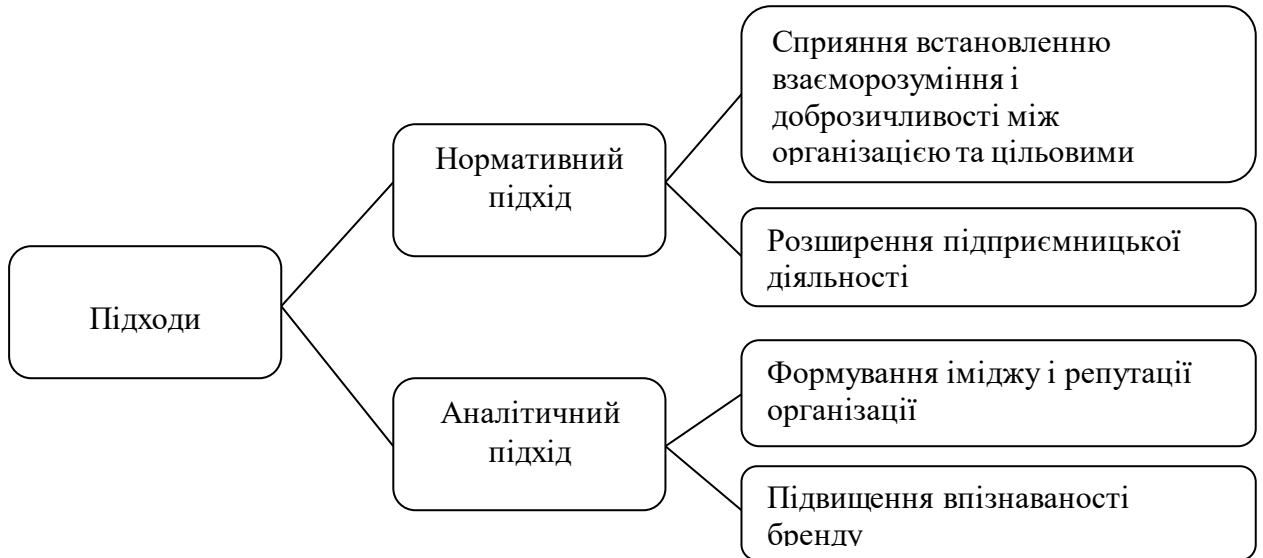 Підходи
Нормативний
підхід
Аналітичний
підхід
Сприяння встановленню
взаєморозуміння і
доброзичливості між
організацією та цільовими
Розширення підприємницької
діяльності
Формування іміджу і репутації
організації
Підвищення впізнаваності
бренду